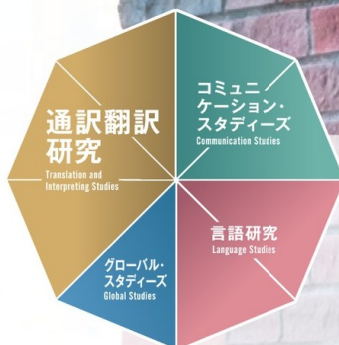 コミュニ
ケーション・
スタディーズ
Communication Studies
通訳翻訳
研究
Translation and
Interpreting Studies
言語研究
Language Studies
グローバル・
スタディーズ
Global Studies